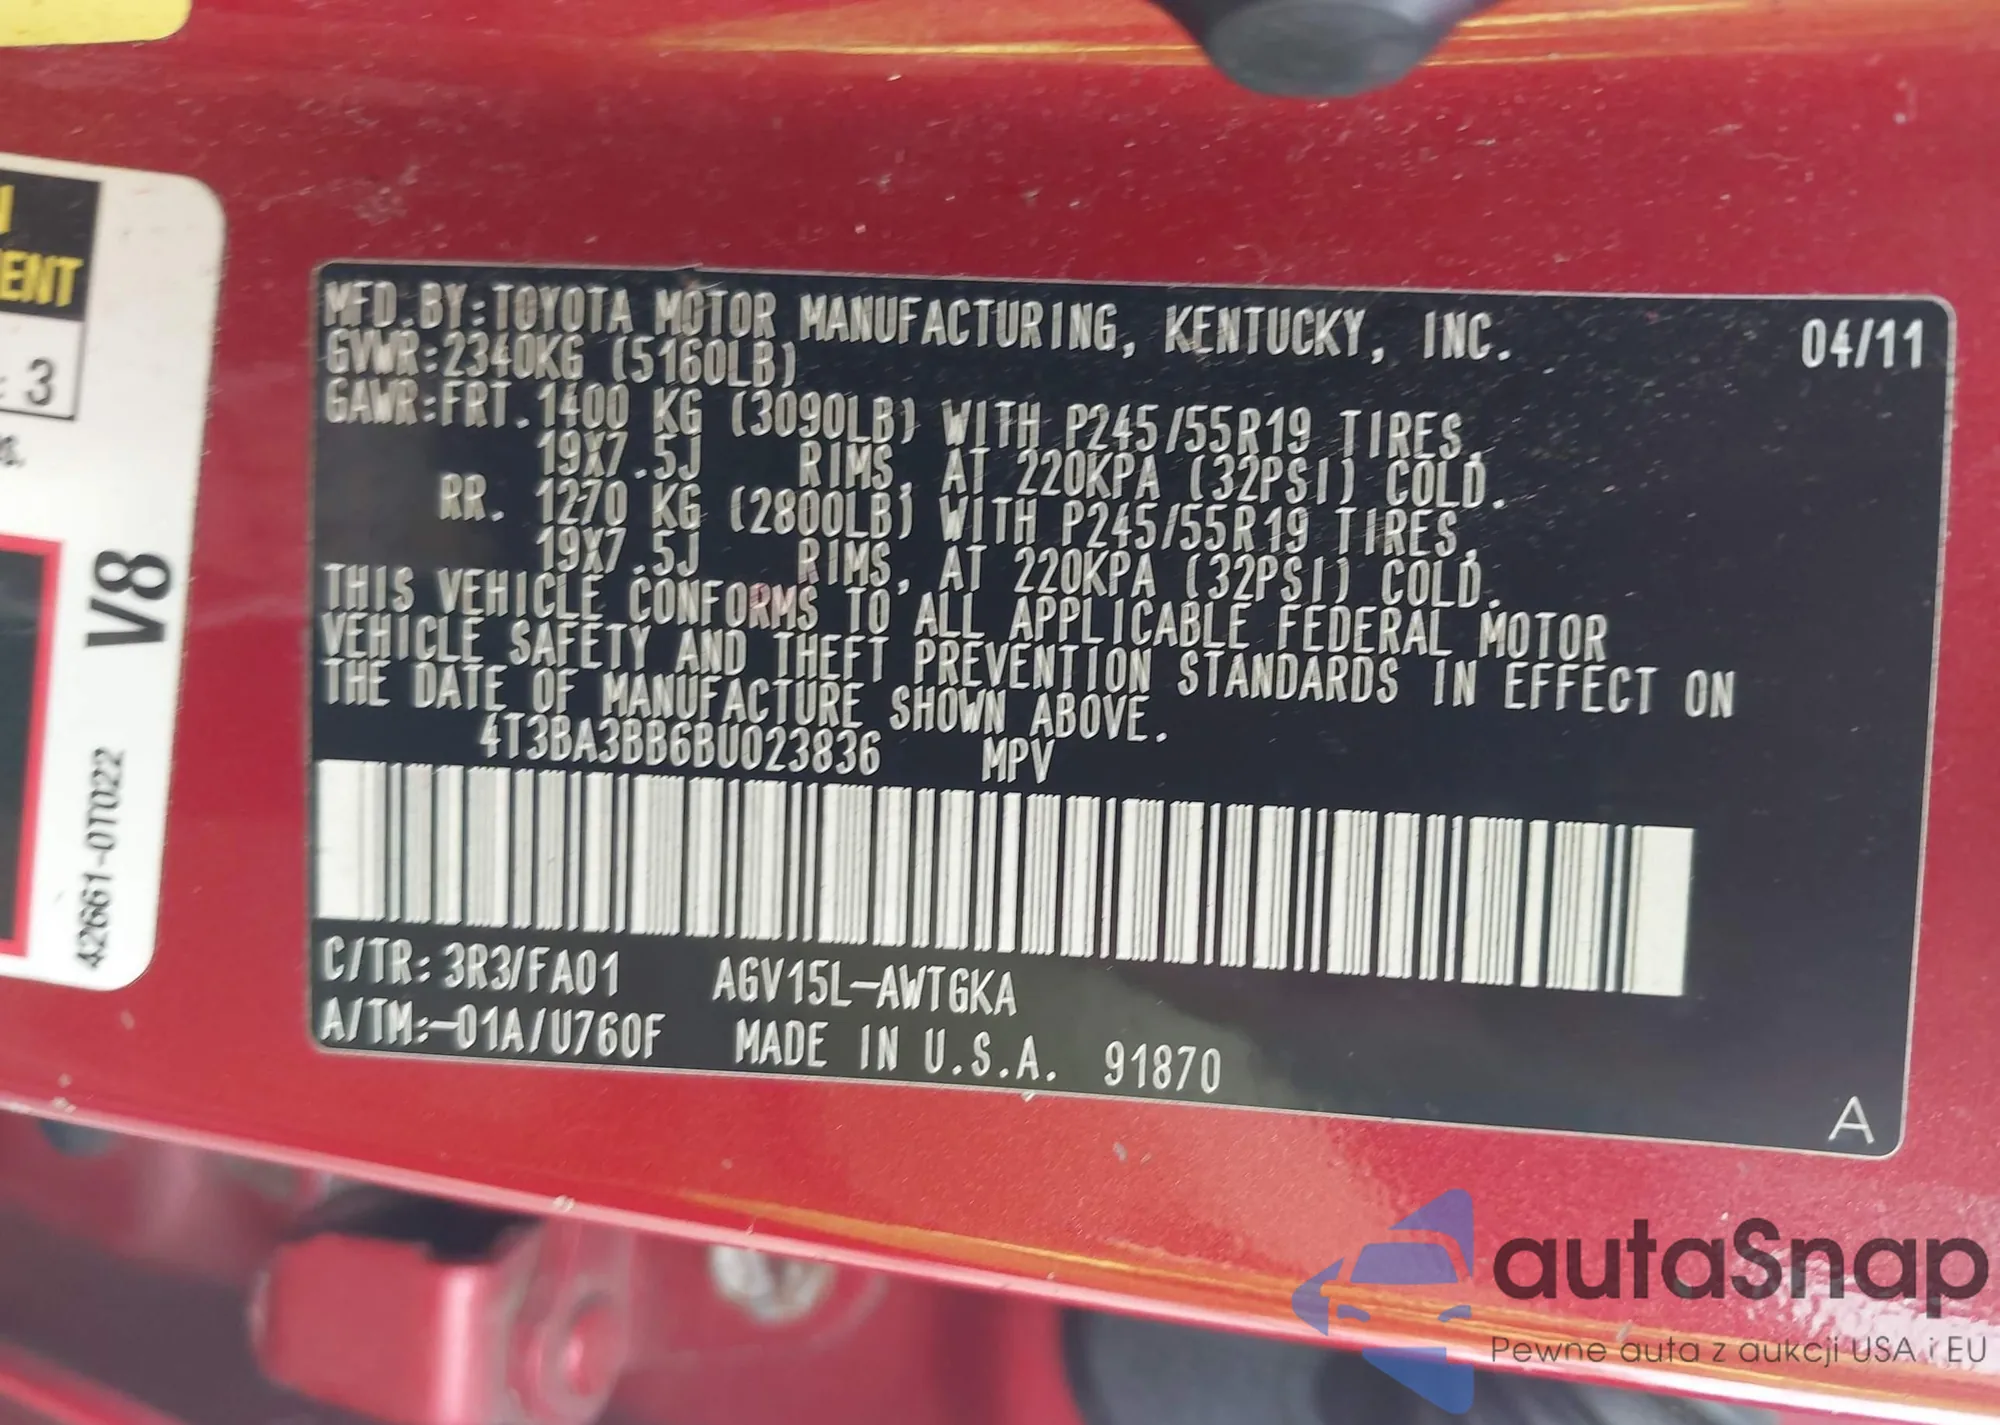 MFD.BY:TOYOTA MOTOR MANUFACTURING, KENTUCKY, INC. 04/11
GVWR:2340KG (5160LB)
GAWR:FRT. 1400 KG (3090LB) WITH P245/55R19 TIRES,
19X7.5J RIMS, AT 220KPA (32PSI) COLD.
RR. 1270 KG (2800LB) WITH P245/55R19 TIRES,
19X7.5J RIMS, AT 220KPA (32PSI) COLD.
THIS VEHICLE CONFORMS TO ALL APPLICABLE FEDERAL MOTOR
VEHICLE SAFETY AND THEFT PREVENTION STANDARDS IN EFFECT ON
THE DATE OF MANUFACTURE SHOWN ABOVE.
4T3BA3BB6BU023836 MPV
C/TR: 3R3/FA01 AGV15L-AWTGKA
A/TM:-01A/U760F MADE IN U.S.A. 91870
A
3
V8
42661-0T022
autaSnap
Pewne auta z aukcji USA i EU